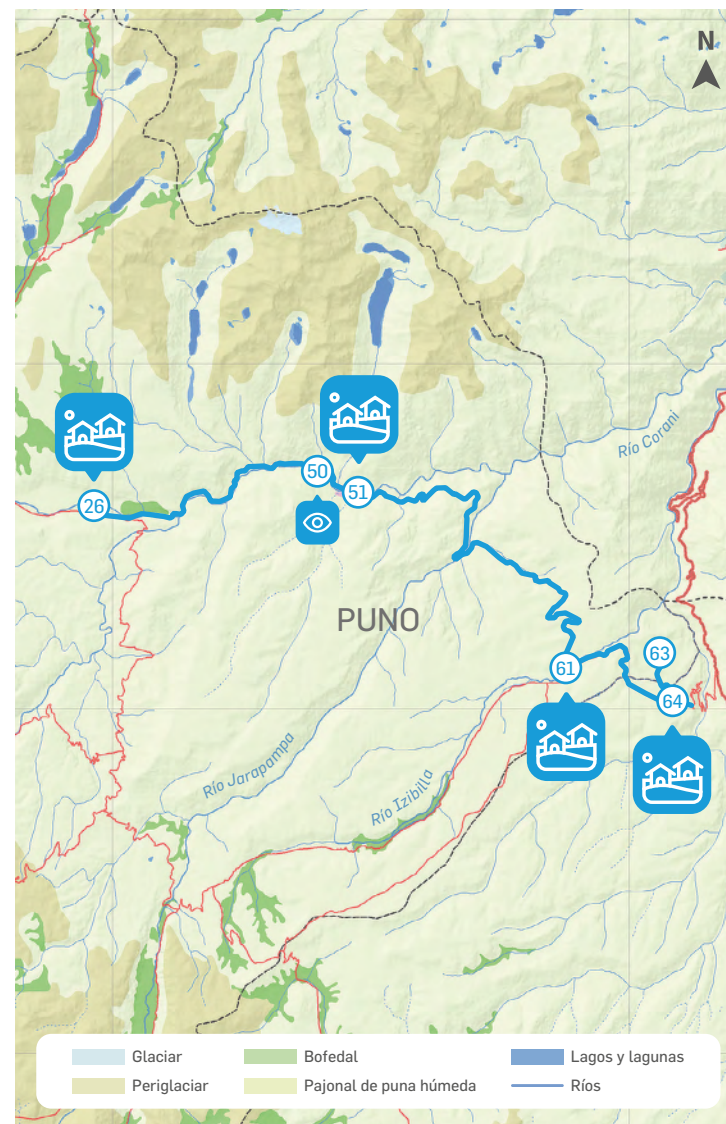 N
Río Corani
50
51
26
PUNO
63
61
64
Río Jarapampa
Río Izibilla
Glaciar
Bofedal
Lagos y lagunas
Periglaciar
Pajonal de puna húmeda
Ríos